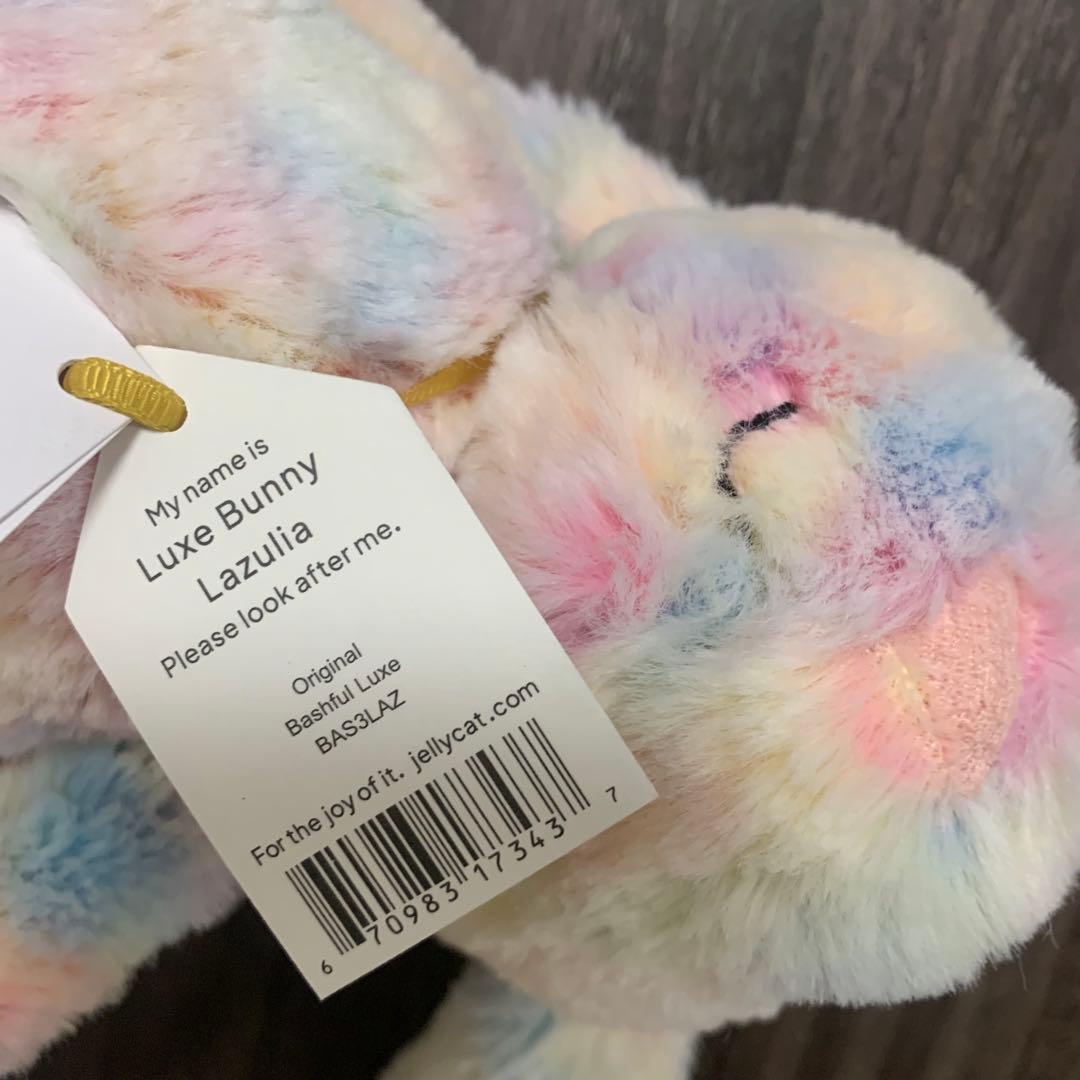 My name is
Luxe Bunny
Lazulia
Please look after me.
Original
Bashful Luxe
BAS3LAZ
For the joy of it. jellycat.com
6 70983 17343 7